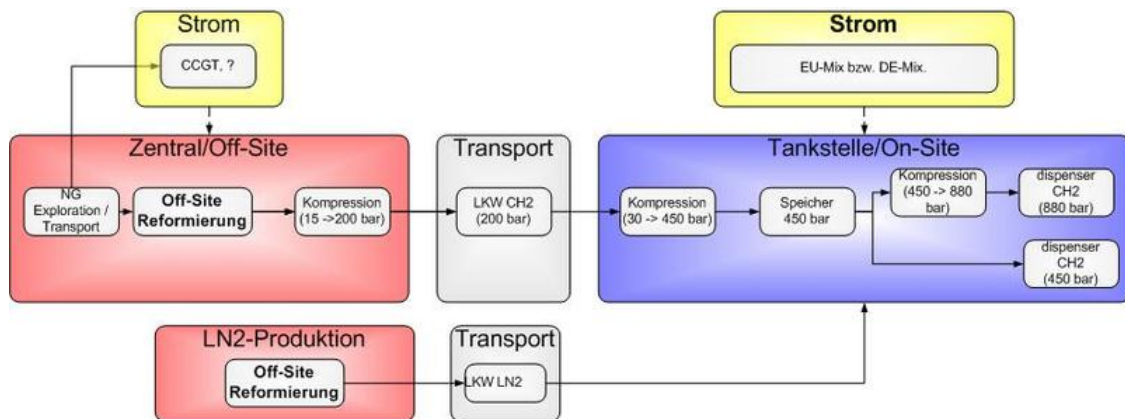 Strom
CCGT, ?
Strom
EU-Mix bzw. DE-Mix.
Zentral/Off-Site
NG
Exploration /
Transport
Off-Site
Reformierung
Kompression
(15 ->200 bar)
Transport
LKW CH2
(200 bar)
Tankstelle/On-Site
Kompression
(30 -> 450 bar)
Speicher
450 bar
Kompression
(450 -> 880
bar)
dispenser
CH2
(880 bar)
dispenser
CH2
(450 bar)
LN2-Produktion
Off-Site
Reformierung
Transport
LKW LN2